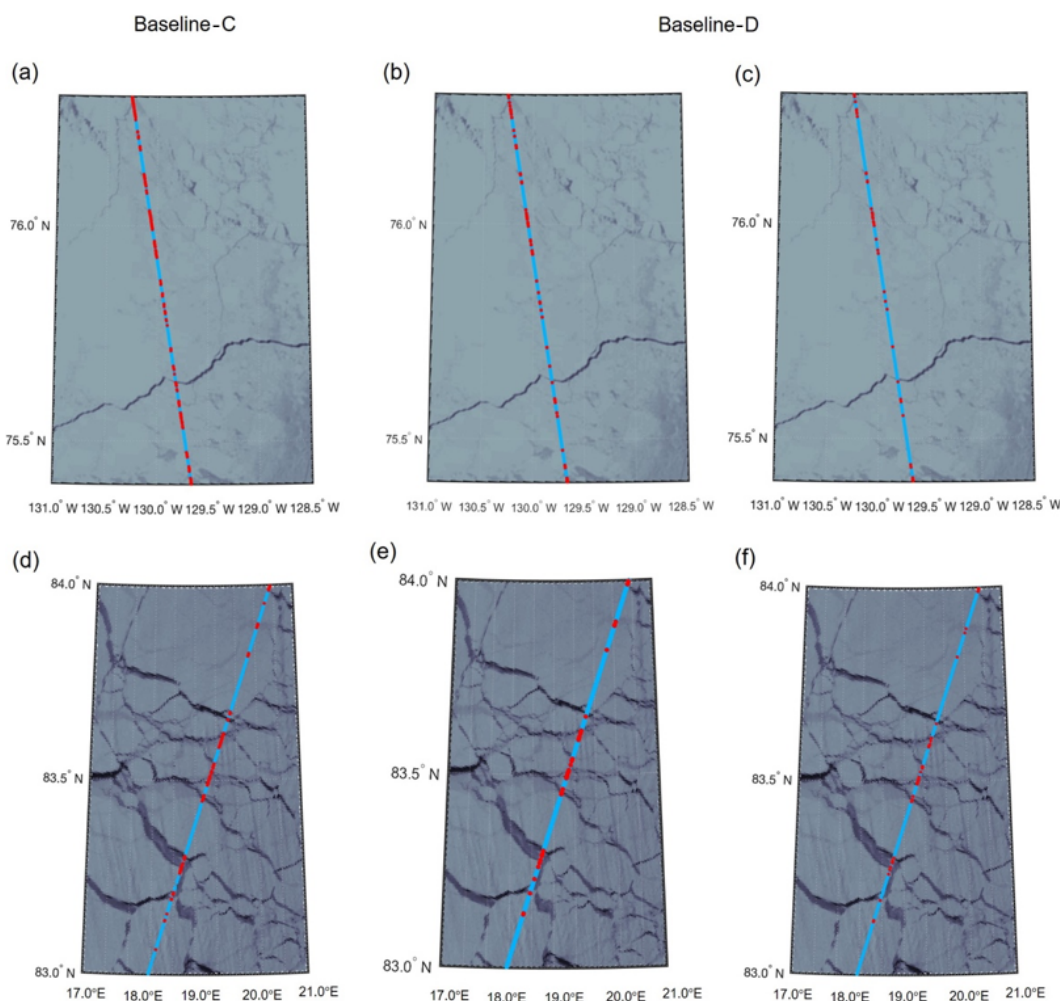 Baseline-C Baseline-D
(a) (b) (c)
76.0° N 76.0° N 76.0° N
75.5° N 75.5° N 75.5° N
131.0° W 130.5° W 130.0° W 129.5° W 129.0° W 128.5° W 131.0° W 130.5° W 130.0° W 129.5° W 129.0° W 128.5° W 131.0° W 130.5° W 130.0° W 129.5° W 129.0° W 128.5° W
(d) (e) (f)
84.0° N 84.0° N 84.0° N
83.5° N 83.5° N 83.5° N
83.0° N 83.0° N 83.0° N
17.0°E 18.0°E 19.0°E 20.0°E 21.0°E 17.0°E 18.0°E 19.0°E 20.0°E 21.0°E 17.0°E 18.0°E 19.0°E 20.0°E 21.0°E